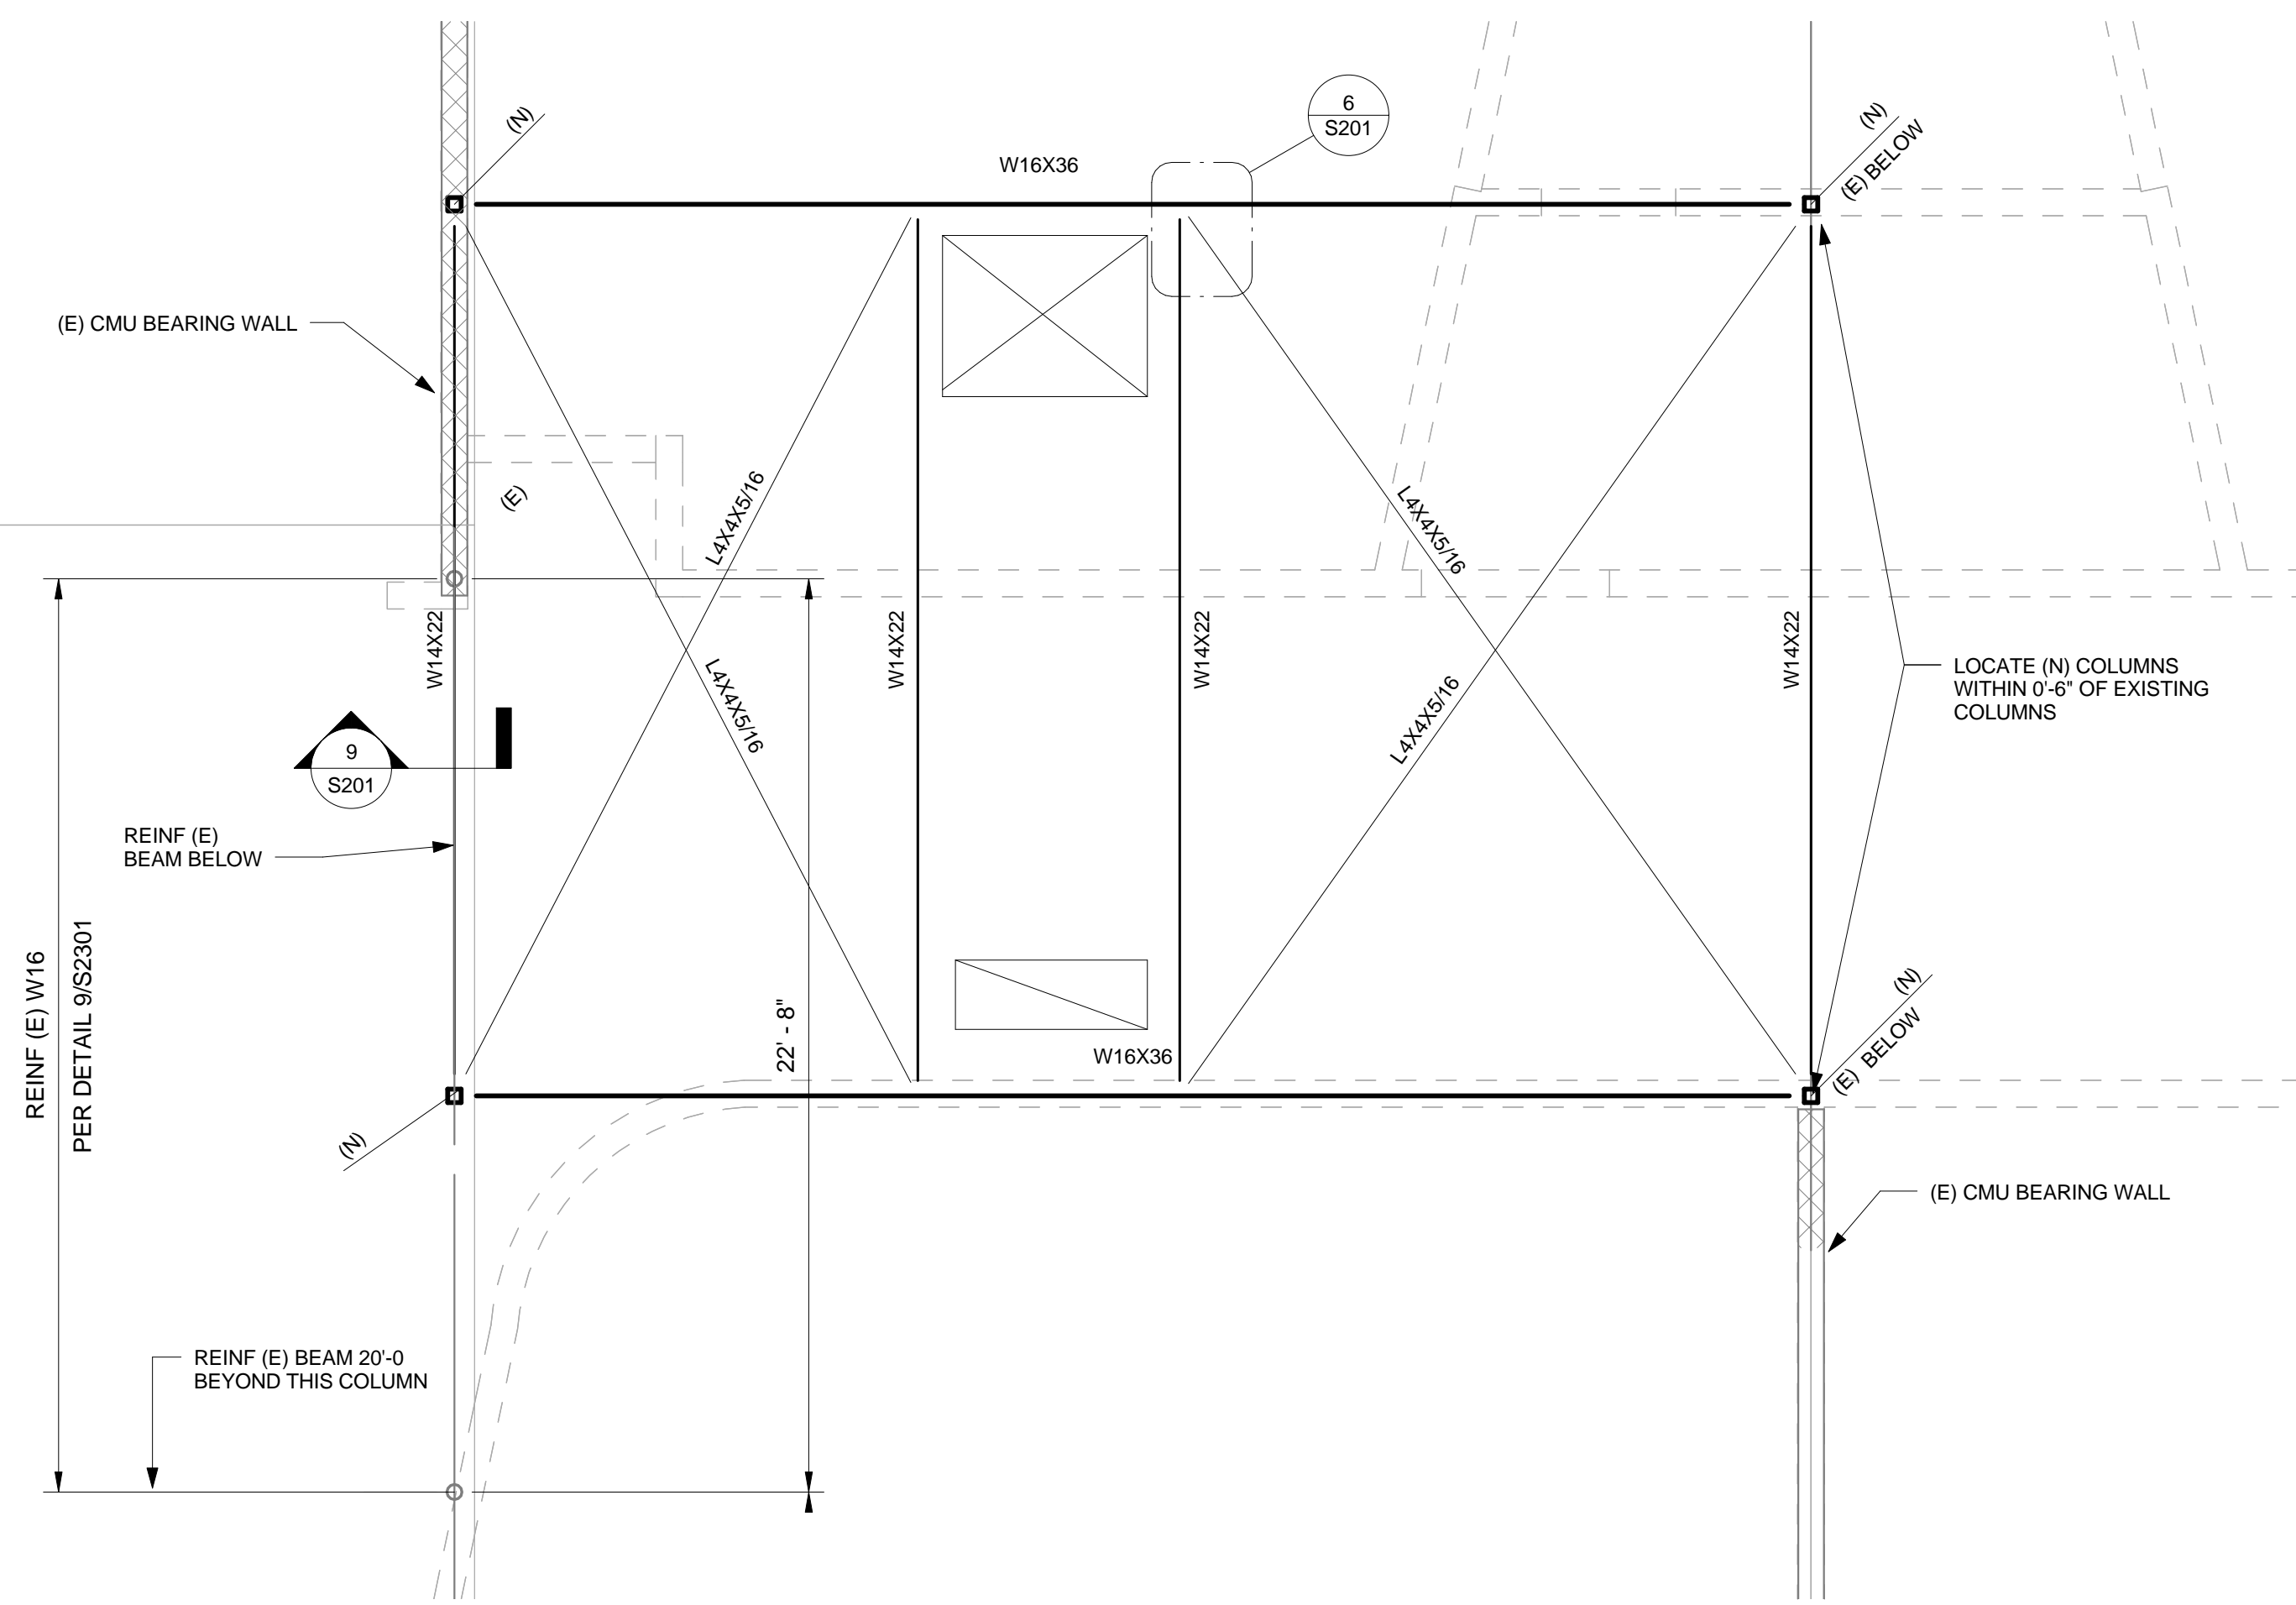 6
S201
(N)
(N)
(E) BELOW
W16X36
(E) CMU BEARING WALL
(E)
L4X4X5/16
L4X4X5/16
W14X22
W14X22
W14X22
W14X22
LOCATE (N) COLUMNS
WITHIN 0'-6" OF EXISTING
COLUMNS
L4X4X5/16
L4X4X5/16
9
S201
REINF (E)
BEAM BELOW
REINF (E) W16
PER DETAIL 9/S2301
22' - 8"
W16X36
(N)
(E) BELOW
(N)
(E) CMU BEARING WALL
REINF (E) BEAM 20'-0
BEYOND THIS COLUMN